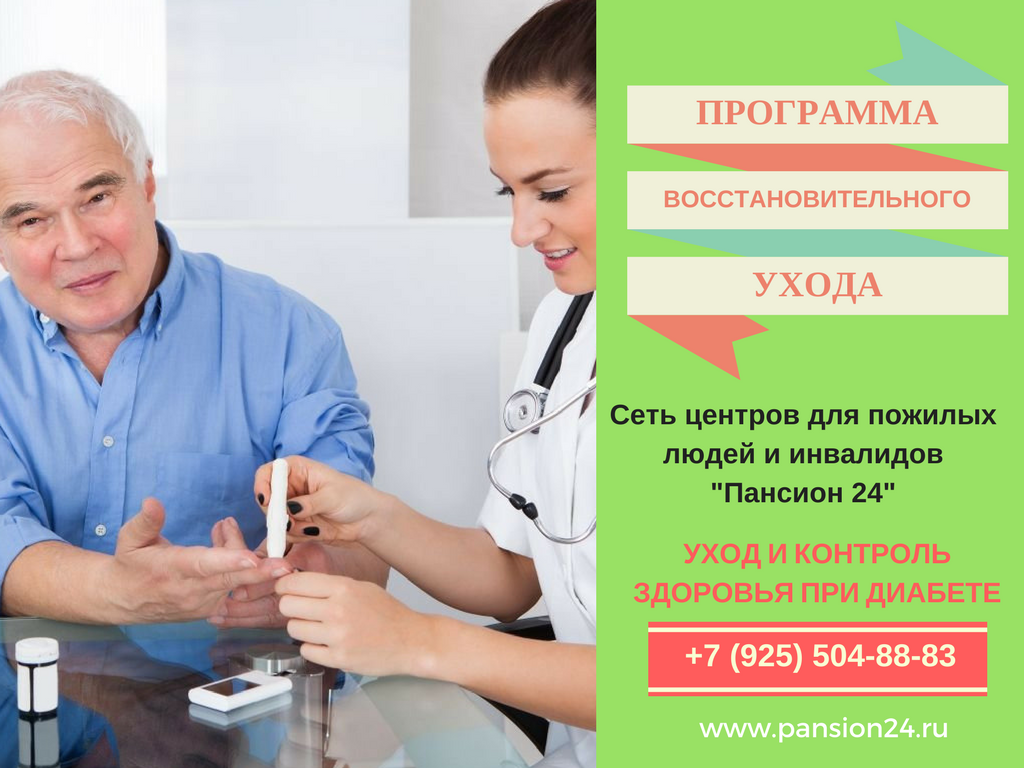 ПРОГРАММА
ВОССТАНОВИТЕЛЬНОГО
УХОДА
Сеть центров для пожилых
людей и инвалидов
"Пансион 24"
УХОД И КОНТРОЛЬ
ЗДОРОВЬЯ ПРИ ДИАБЕТЕ
+7 (925) 504-88-83
www.pansion24.ru